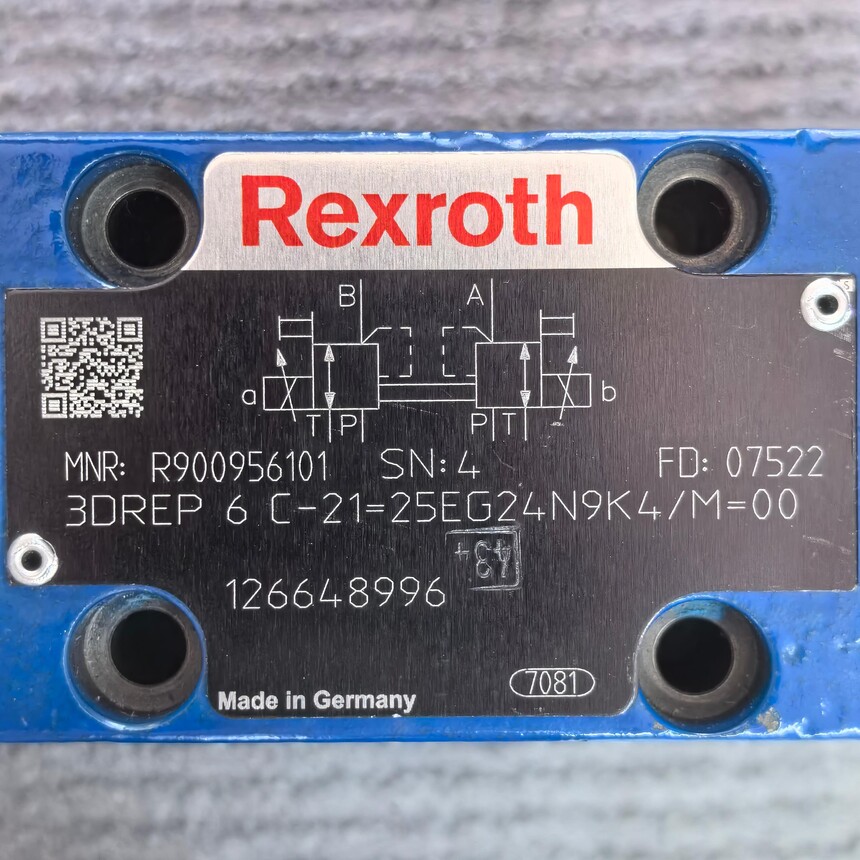 Rexroth
B A
a b
T P P T
MNR: R900956101 SN: 4 FD: 07522
3DREP 6 C-21=25EG24N9K4/M=00
126648996
7081
Made in Germany